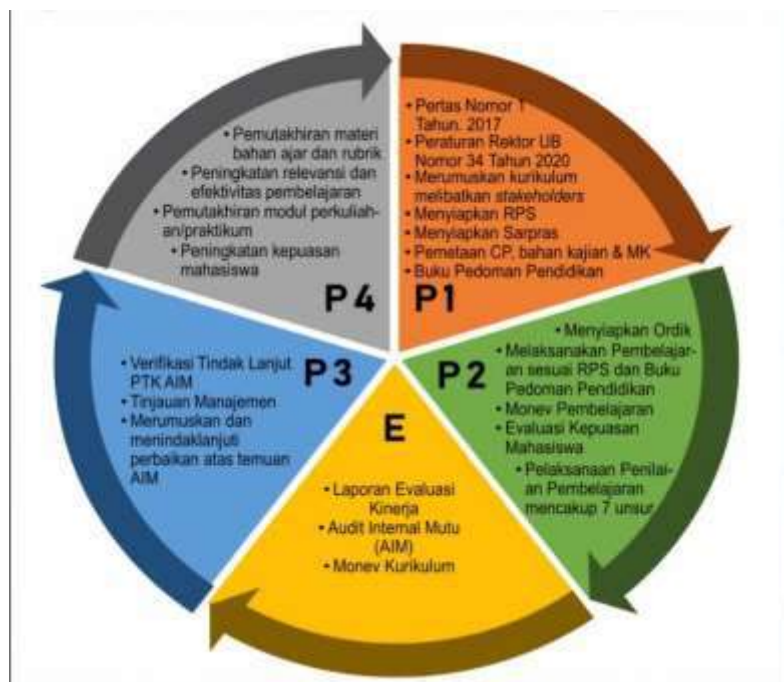 • Pertas Nomor 1
Tahun. 2017
• Peraturan Rektor UB
Nomor 34 Tahun 2020
• Merumuskan kurikulum
melibatkan stakeholders
• Menyiapkan RPS
• Menyiapkan Sarpras
• Pemetaan CP, bahan kajian & MK
• Buku Pedoman Pendidikan
P1
• Menyiapkan Ordik
• Melaksanakan Pembelajar-
an sesuai RPS dan Buku
Pedoman Pendidikan
• Monev Pembelajaran
• Evaluasi Kepuasan
Mahasiswa
• Pelaksanaan Penilai-
an Pembelajaran
mencakup 7 unsur
P2
E
• Laporan Evaluasi
Kinerja
• Audit Internal Mutu
(AIM)
• Monev Kurikulum
P3
• Verifikasi Tindak Lanjut
PTK AIM
• Tinjauan Manajemen
• Merumuskan dan
menindaklanjuti
perbaikan atas temuan
AIM
• Pemutakhiran materi
bahan ajar dan rubrik
• Peningkatan relevansi dan
efektivitas pembelajaran
• Pemutakhiran modul perkuliah-
an/praktikum
• Peningkatan kepuasan
mahasiswa
P4